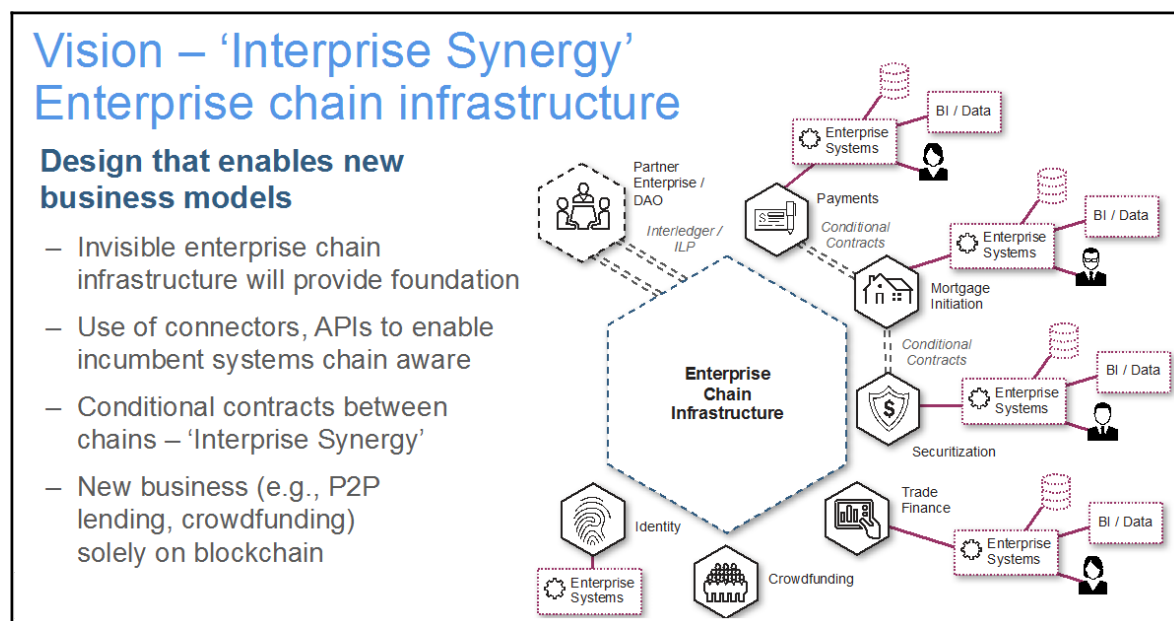 Vision – ‘Interprise Synergy’
Enterprise chain infrastructure
Design that enables new
business models
– Invisible enterprise chain
infrastructure will provide foundation
– Use of connectors, APIs to enable
incumbent systems chain aware
– Conditional contracts between
chains – ‘Interprise Synergy’
– New business (e.g., P2P
lending, crowdfunding)
solely on blockchain
Partner
Enterprise /
DAO
Interledger /
ILP
Payments
Enterprise
Systems
BI / Data
Conditional
Contracts
Mortgage
Initiation
Enterprise
Systems
BI / Data
Conditional
Contracts
Enterprise
Chain
Infrastructure
$
Securitization
Enterprise
Systems
BI / Data
Trade
Finance
Enterprise
Systems
BI / Data
Identity
Enterprise
Systems
Crowdfunding